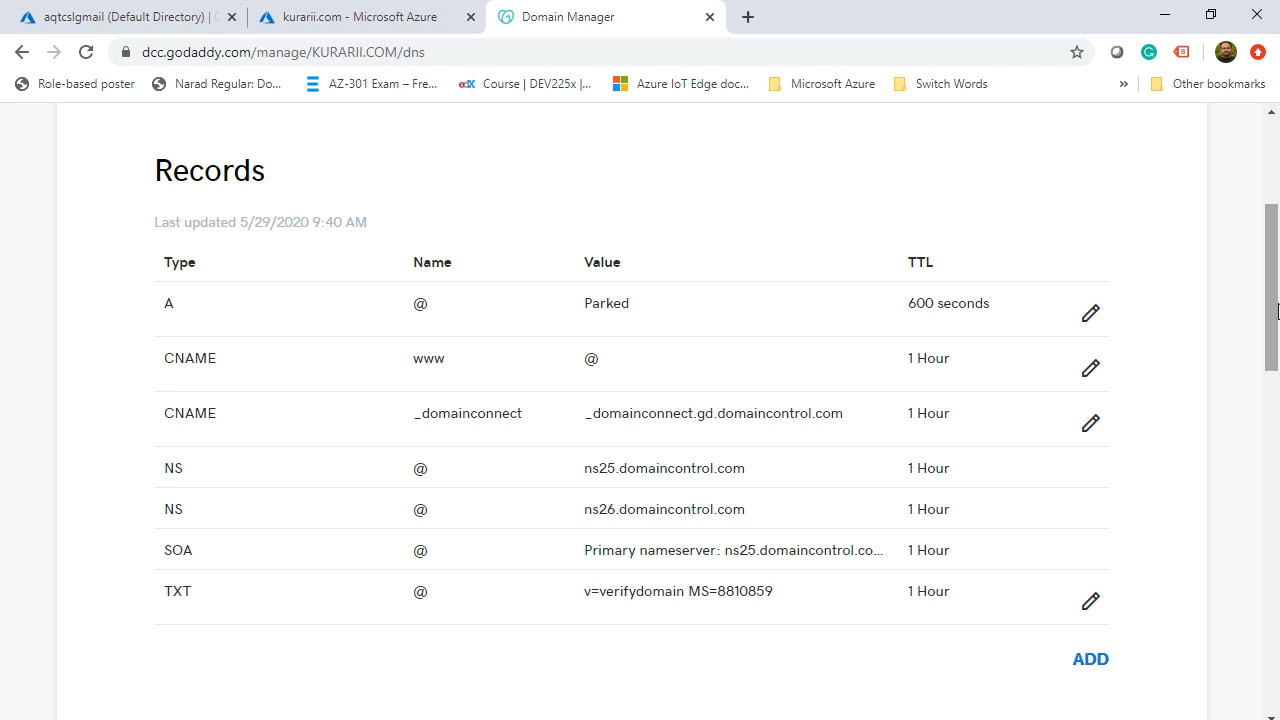 aqtcslgmail (Default Directory) |
kurarii.com - Microsoft Azure
Domain Manager
dcc.godaddy.com/manage/KURARII.COM/dns
Role-based poster
Narad Regular: Do...
AZ-301 Exam – Fre...
edX
Course | DEV225x |...
Azure IoT Edge doc...
Microsoft Azure
Switch Words
»
Other bookmarks
Records
Last updated 5/29/2020 9:40 AM
Type Name Value TTL
A @ Parked 600 seconds
CNAME www @ 1 Hour
CNAME _domainconnect _domainconnect.gd.domaincontrol.com 1 Hour
NS @ ns25.domaincontrol.com 1 Hour
NS @ ns26.domaincontrol.com 1 Hour
SOA @ Primary nameserver: ns25.domaincontrol.co... 1 Hour
TXT @ v=verifydomain MS=8810859 1 Hour
ADD